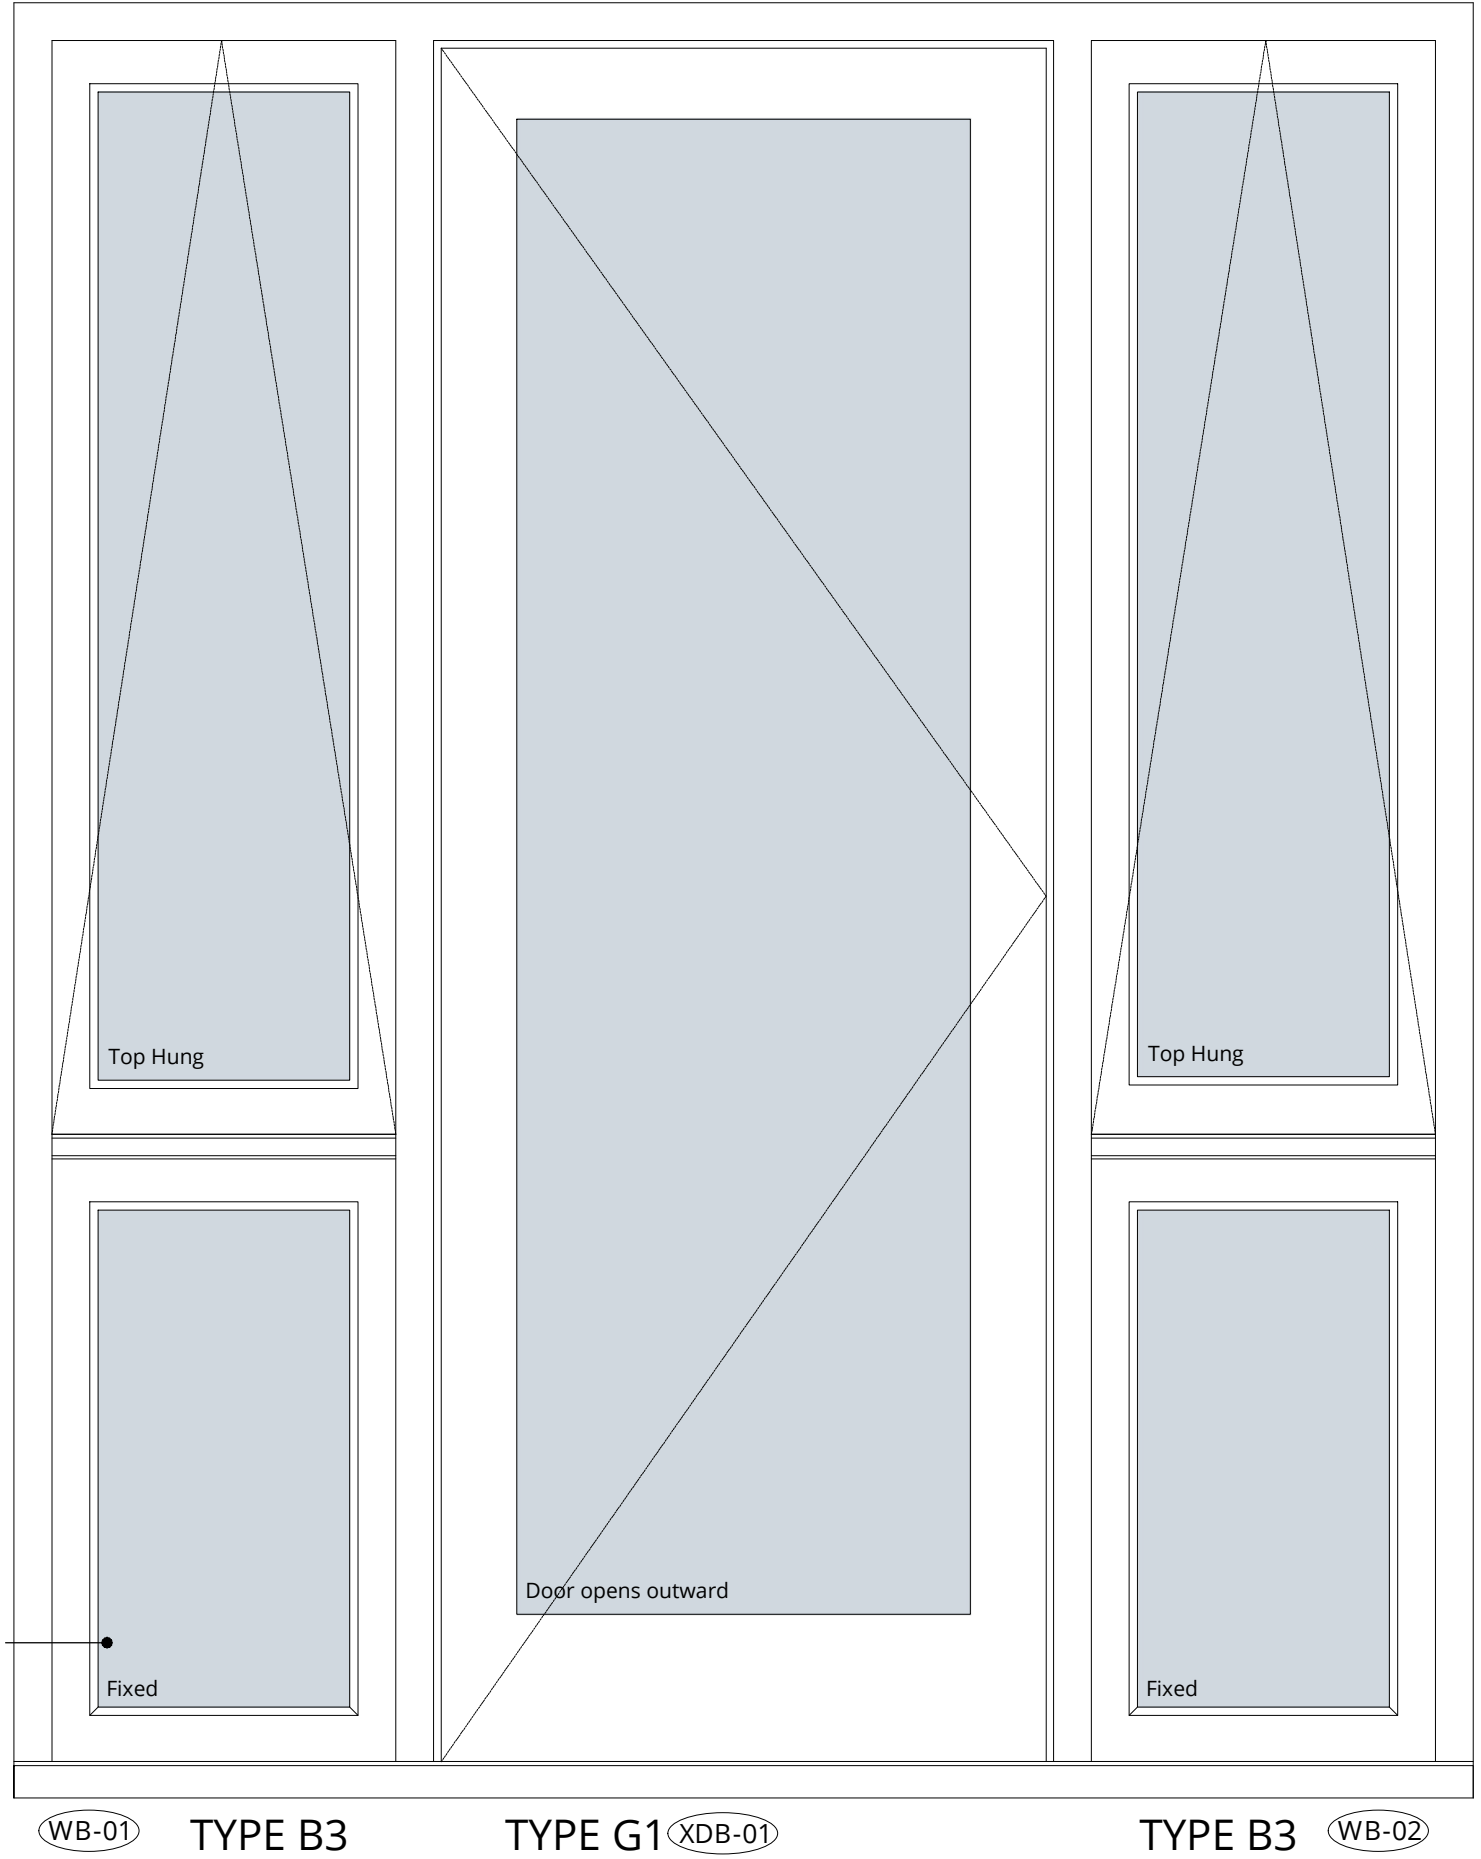 Top Hung
Top Hung
Door opens outward
Fixed
Fixed
WB-01 TYPE B3 TYPE G1 XDB-01 TYPE B3 WB-02